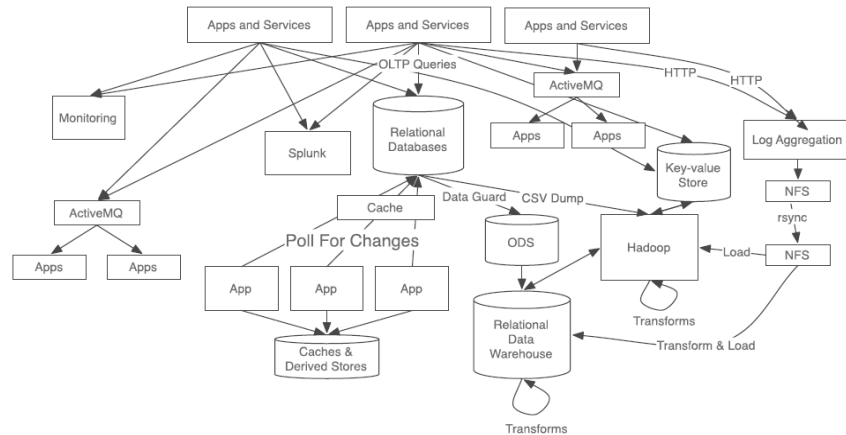 Apps and Services
Apps and Services
Apps and Services
OLTP Queries
HTTP
HTTP
Monitoring
ActiveMQ
Apps
Apps
Splunk
Relational
Databases
Log Aggregation
Key-value
Store
NFS
rsync
NFS
ActiveMQ
Apps
Apps
Cache
Data Guard
CSV Dump
Poll For Changes
ODS
Hadoop
Load
App
App
App
Transforms
Relational
Data
Warehouse
Transform & Load
Caches &
Derived Stores
Transforms